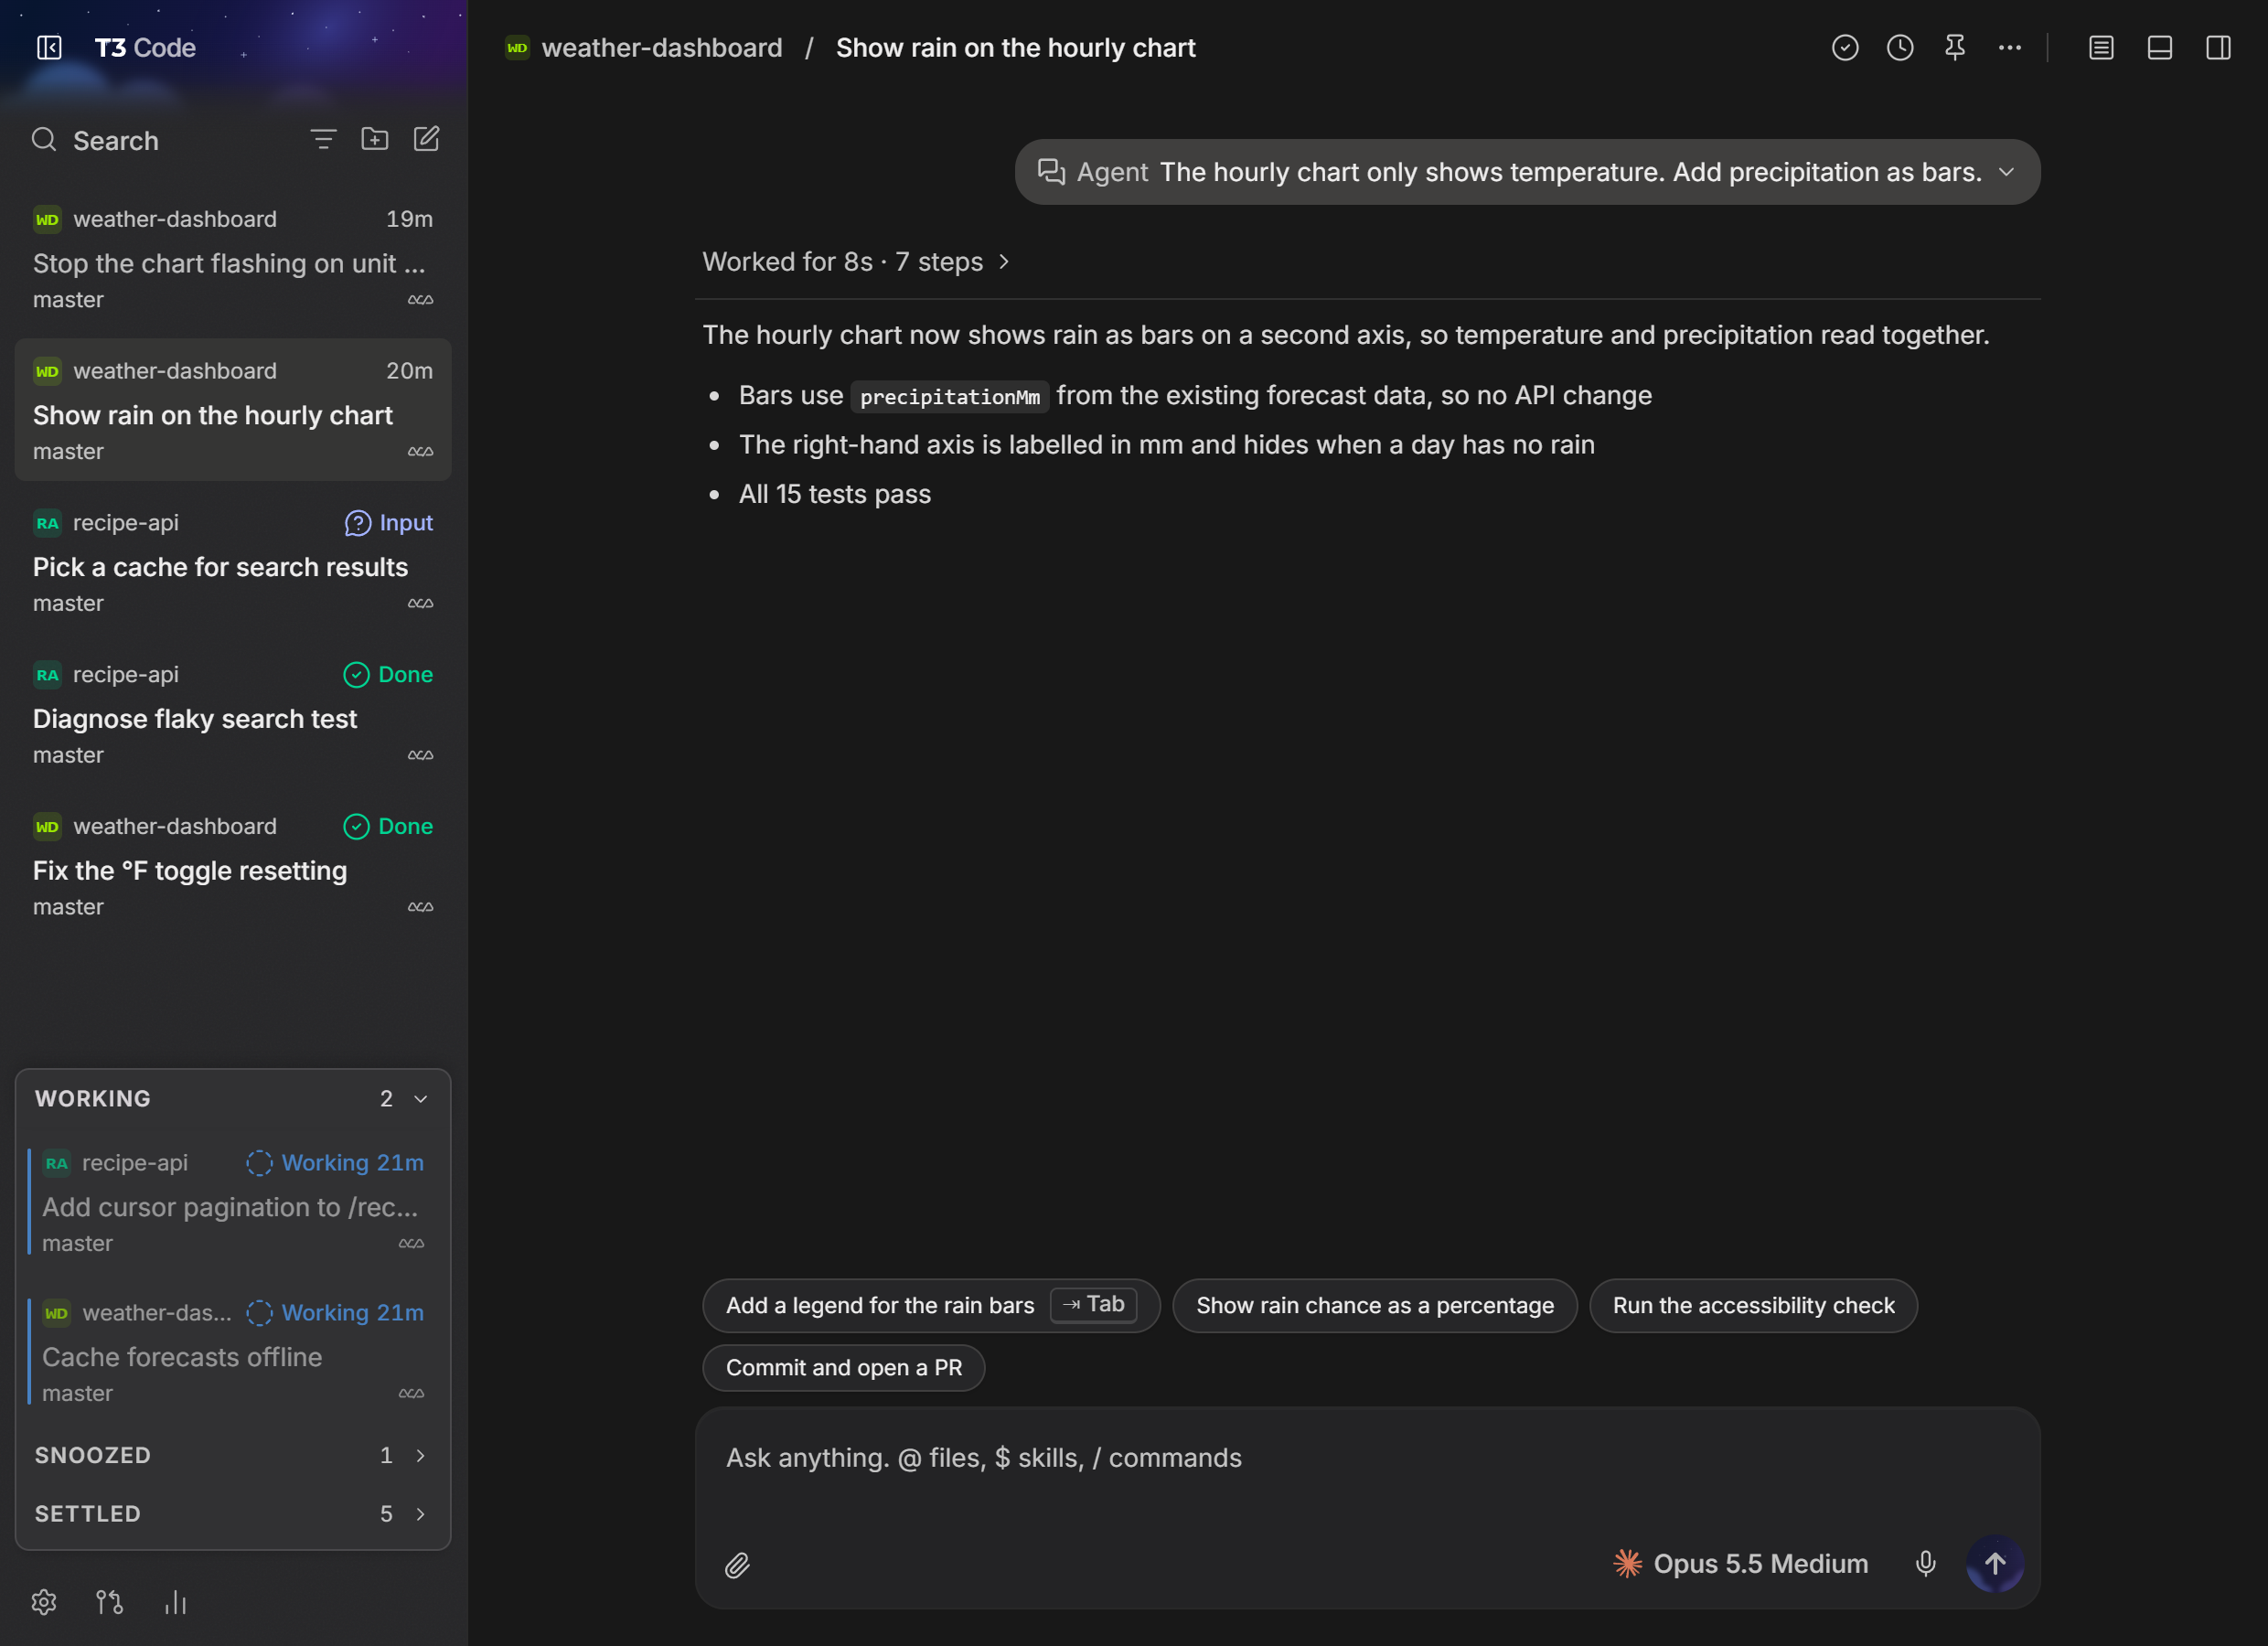 T3 Code
Search
WD weather-dashboard 19m
Stop the chart flashing on unit ...
master
WD weather-dashboard 20m
Show rain on the hourly chart
master
RA recipe-api Input
Pick a cache for search results
master
RA recipe-api Done
Diagnose flaky search test
master
WD weather-dashboard Done
Fix the °F toggle resetting
master
WORKING 2
RA recipe-api Working 21m
Add cursor pagination to /rec...
master
WD weather-das... Working 21m
Cache forecasts offline
master
SNOOZED 1
SETTLED 5
WD weather-dashboard / Show rain on the hourly chart
Agent The hourly chart only shows temperature. Add precipitation as bars.
Worked for 8s · 7 steps
The hourly chart now shows rain as bars on a second axis, so temperature and precipitation read together.
• Bars use precipitationMm from the existing forecast data, so no API change
• The right-hand axis is labelled in mm and hides when a day has no rain
• All 15 tests pass
Add a legend for the rain bars Tab Show rain chance as a percentage Run the accessibility check
Commit and open a PR
Ask anything. @ files, $ skills, / commands
Opus 5.5 Medium